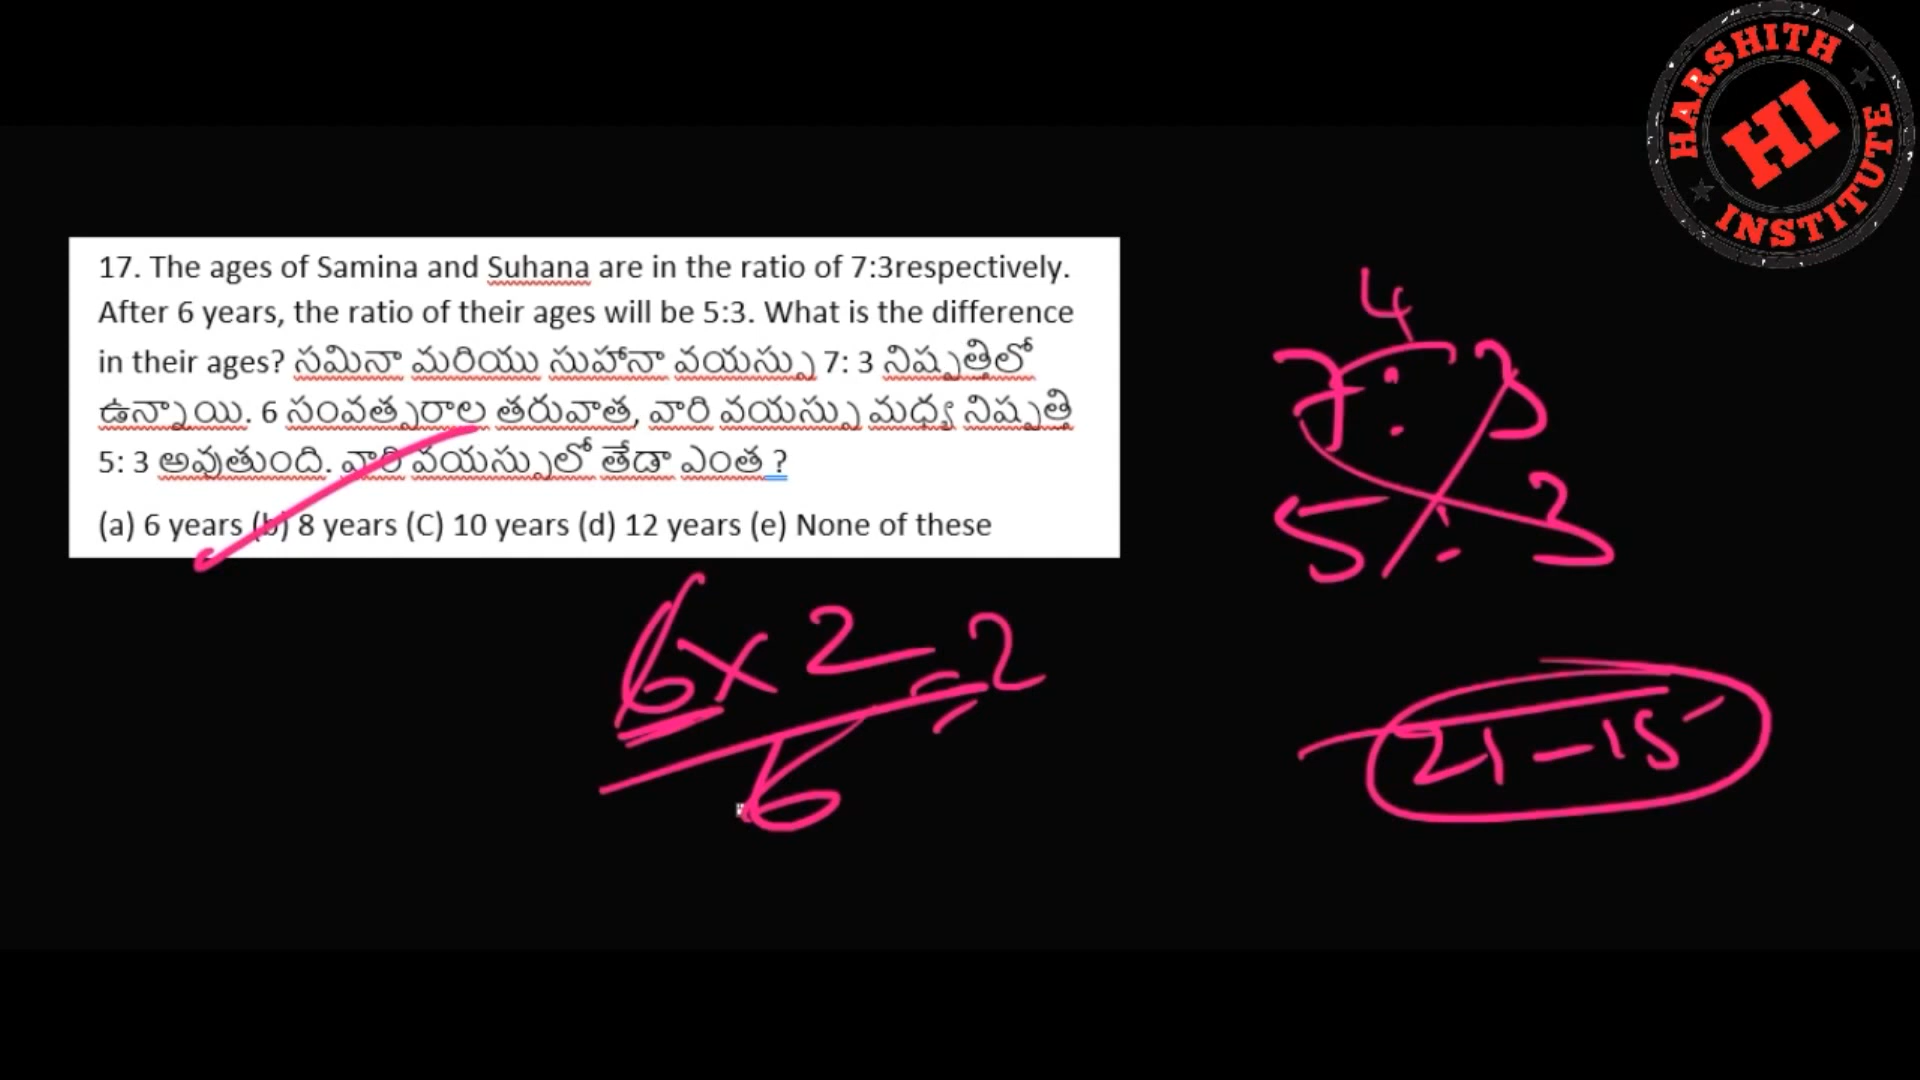 HARSHITH
HI
INSTITUTE
17. The ages of Samina and Suhana are in the ratio of 7:3respectively.
After 6 years, the ratio of their ages will be 5:3. What is the difference
in their ages? సమినా మరియు సుహానా వయస్సు 7: 3 నిష్పత్తిలో
ఉన్నాయి. 6 సంవత్సరాల తరువాత, వారి వయస్సు మధ్య నిష్పత్తి
5: 3 అవుతుంది. వారి వయస్సులో తేడా ఎంత ?
(a) 6 years (b) 8 years (C) 10 years (d) 12 years (e) None of these
4
7 : 3
5 : 3
6 x 2 = 2
6
21 - 15